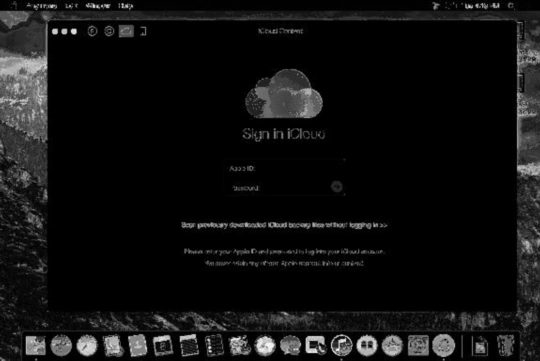 Window Help
iCloud Content
Sign in iCloud
Apple ID:
Password:
Scan previously downloaded iCloud backup files without logging in >>
Please enter your Apple ID and password to log into your iCloud account.
We never retain any of your Apple account info or content.